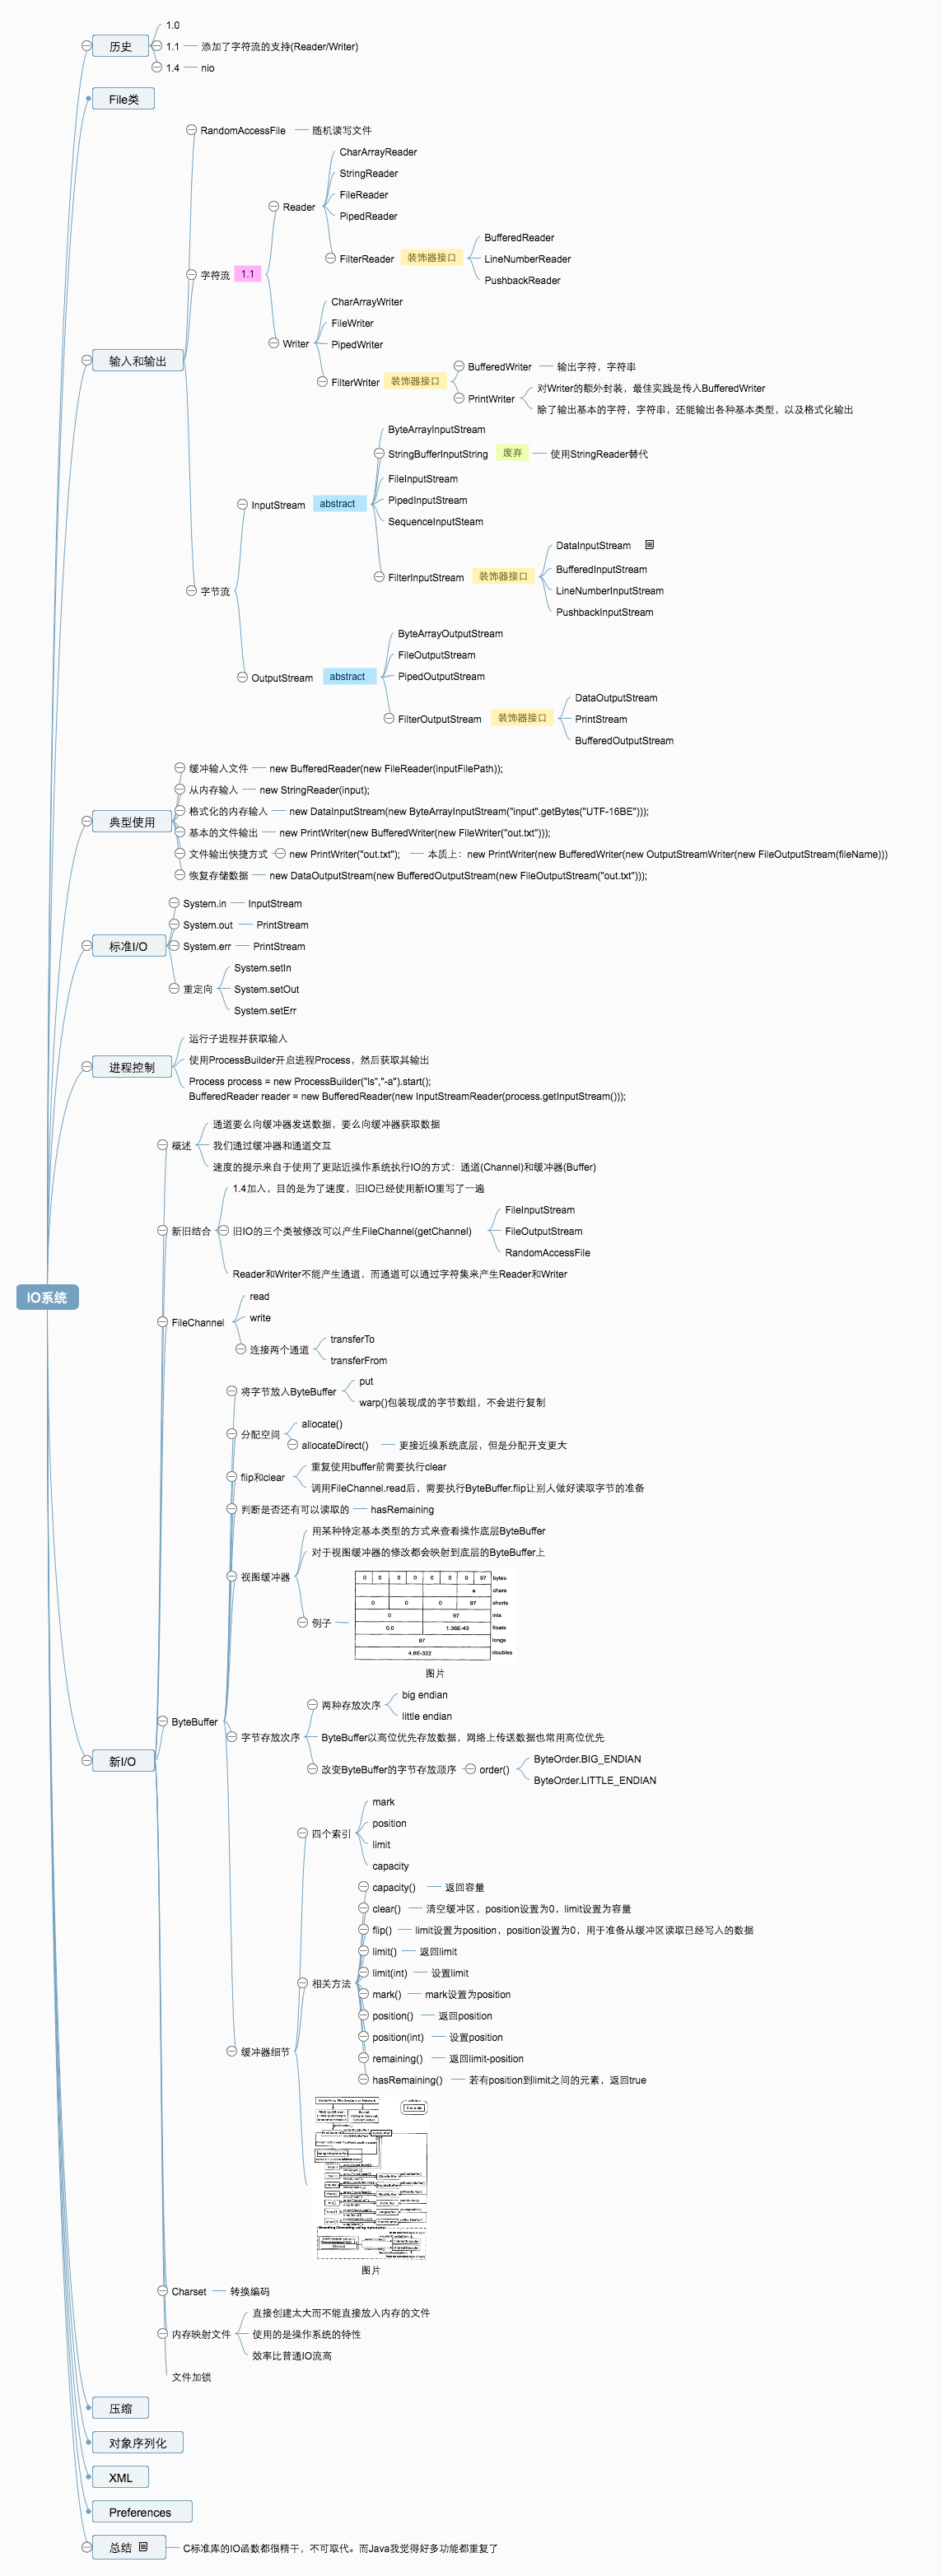 历史
1.0
1.1
添加了字符流的支持(Reader/Writer)
1.4
nio
File类
输入和输出
RandomAccessFile
随机读写文件
字符流
1.1
Reader
CharArrayReader
StringReader
FileReader
PipedReader
FilterReader
装饰器接口
BufferedReader
LineNumberReader
PushbackReader
Writer
CharArrayWriter
FileWriter
PipedWriter
FilterWriter
装饰器接口
BufferedWriter
输出字符，字符串
PrintWriter
对Writer的额外封装，最佳实践是传入BufferedWriter
除了输出基本的字符，字符串，还能输出各种基本类型，以及格式化输出
字节流
InputStream
abstract
ByteArrayInputStream
StringBufferInputString
废弃
使用StringReader替代
FileInputStream
PipedInputStream
SequenceInputSteam
FilterInputStream
装饰器接口
DataInputStream
BufferedInputStream
LineNumberInputStream
PushbackInputStream
OutputStream
abstract
ByteArrayOutputStream
FileOutputStream
PipedOutputStream
FilterOutputStream
装饰器接口
DataOutputStream
PrintStream
BufferedOutputStream
典型使用
缓冲输入文件
new BufferedReader(new FileReader(inputFilePath));
从内存输入
new StringReader(input);
格式化的内存输入
new DataInputStream(new ByteArrayInputStream("input".getBytes("UTF-16BE")));
基本的文件输出
new PrintWriter(new BufferedWriter(new FileWriter("out.txt")));
文件输出快捷方式
new PrintWriter("out.txt");
本质上：new PrintWriter(new BufferedWriter(new OutputStreamWriter(new FileOutputStream(fileName)))
恢复存储数据
new DataOutputStream(new BufferedOutputStream(new FileOutputStream("out.txt")));
标准I/O
System.in
InputStream
System.out
PrintStream
System.err
PrintStream
重定向
System.setIn
System.setOut
System.setErr
进程控制
运行子进程并获取输入
使用ProcessBuilder开启进程Process，然后获取其输出
Process process = new ProcessBuilder("ls","-a").start();
BufferedReader reader = new BufferedReader(new InputStreamReader(process.getInputStream()));
IO系统
新I/O
概述
通道要么向缓冲器发送数据，要么向缓冲器获取数据
我们通过缓冲器和通道交互
速度的提示来自于使用了更贴近操作系统执行IO的方式：通道(Channel)和缓冲器(Buffer)
新旧结合
1.4加入，目的是为了速度，旧IO已经使用新IO重写了一遍
旧IO的三个类被修改可以产生FileChannel(getChannel)
FileInputStream
FileOutputStream
RandomAccessFile
Reader和Writer不能产生通道，而通道可以通过字符集来产生Reader和Writer
FileChannel
read
write
连接两个通道
transferTo
transferFrom
ByteBuffer
将字节放入ByteBuffer
put
warp()包装现成的字节数组，不会进行复制
分配空间
allocate()
allocateDirect()
更接近操系统底层，但是分配开支更大
flip和clear
重复使用buffer前需要执行clear
调用FileChannel.read后，需要执行ByteBuffer.flip让别人做好读取字节的准备
判断是否还有可以读取的
hasRemaining
视图缓冲器
用某种特定基本类型的方式来查看操作底层ByteBuffer
对于视图缓冲器的修改都会映射到底层的ByteBuffer上
例子
0 0 0 0 0 0 0 97 bytes
a chars
0 0 0 97 shorts
0 97 ints
0.0 1.36E-43 floats
97 longs
4.8E-322 doubles
图片
字节存放次序
两种存放次序
big endian
little endian
ByteBuffer以高位优先存放数据，网络上传送数据也常用高位优先
改变ByteBuffer的字节存放顺序
order()
ByteOrder.BIG_ENDIAN
ByteOrder.LITTLE_ENDIAN
缓冲器细节
四个索引
mark
position
limit
capacity
相关方法
capacity()
返回容量
clear()
清空缓冲区，position设置为0，limit设置为容量
flip()
limit设置为position，position设置为0，用于准备从缓冲区读取已经写入的数据
limit()
返回limit
limit(int)
设置limit
mark()
mark设置为position
position()
返回position
position(int)
设置position
remaining()
返回limit-position
hasRemaining()
若有position到limit之间的元素，返回true
图片
Charset
转换编码
内存映射文件
直接创建太大而不能直接放入内存的文件
使用的是操作系统的特性
效率比普通IO流高
文件加锁
压缩
对象序列化
XML
Preferences
总结
C标准库的IO函数都很精干，不可取代。而Java我觉得好多功能都重复了